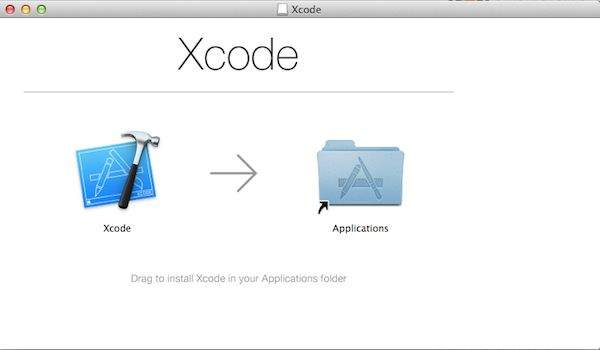 Xcode
Xcode
Xcode
Applications
Drag to install Xcode in your Applications folder